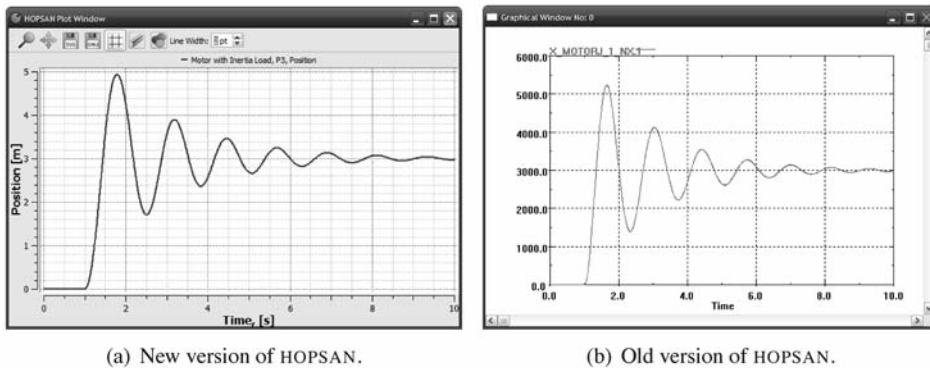 HOPSAN Plot Window
Line Width: pt
Motor with Inertia Load, P3, Position
Position [m]
5
4
3
2
1
0
0
2
4
6
8
10
Time, [s]
(a) New version of HOPSAN.
Graphical Window No: 0
X_MOTORJ_1_NX.1
6000.0
5000.0
4000.0
3000.0
2000.0
1000.0
0.0
0.0
2.0
4.0
6.0
8.0
10.0
Time
(b) Old version of HOPSAN.